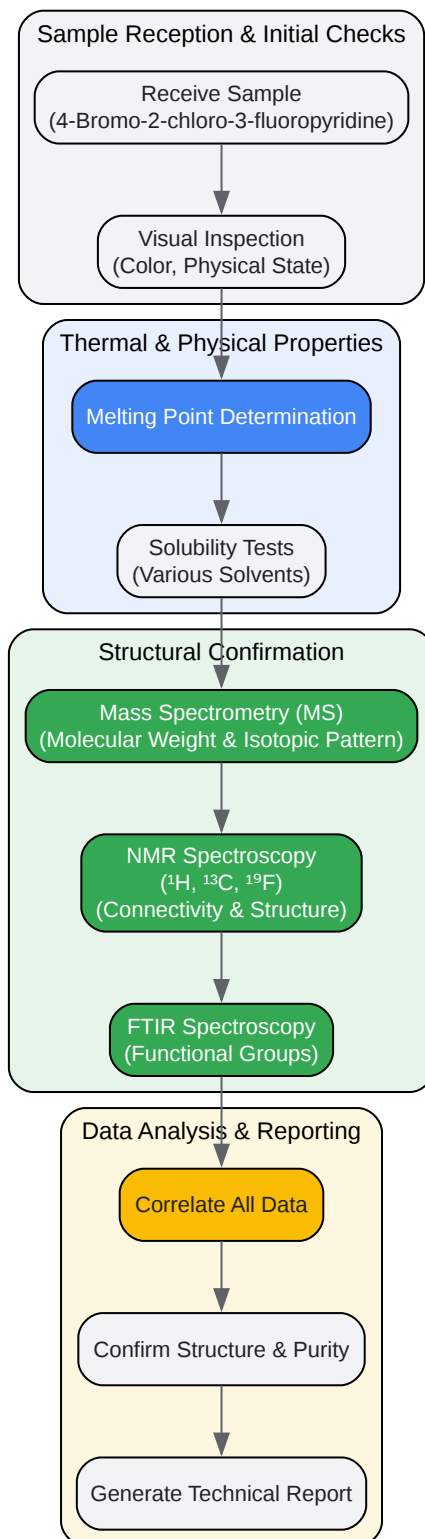 Sample Reception & Initial Checks
Receive Sample
(4-Bromo-2-chloro-3-fluoropyridine)
Visual Inspection
(Color, Physical State)
Thermal & Physical Properties
Melting Point Determination
Solubility Tests
(Various Solvents)
Structural Confirmation
Mass Spectrometry (MS)
(Molecular Weight & Isotopic Pattern)
NMR Spectroscopy
(¹H, ¹³C, ¹⁹F)
(Connectivity & Structure)
FTIR Spectroscopy
(Functional Groups)
Data Analysis & Reporting
Correlate All Data
Confirm Structure & Purity
Generate Technical Report